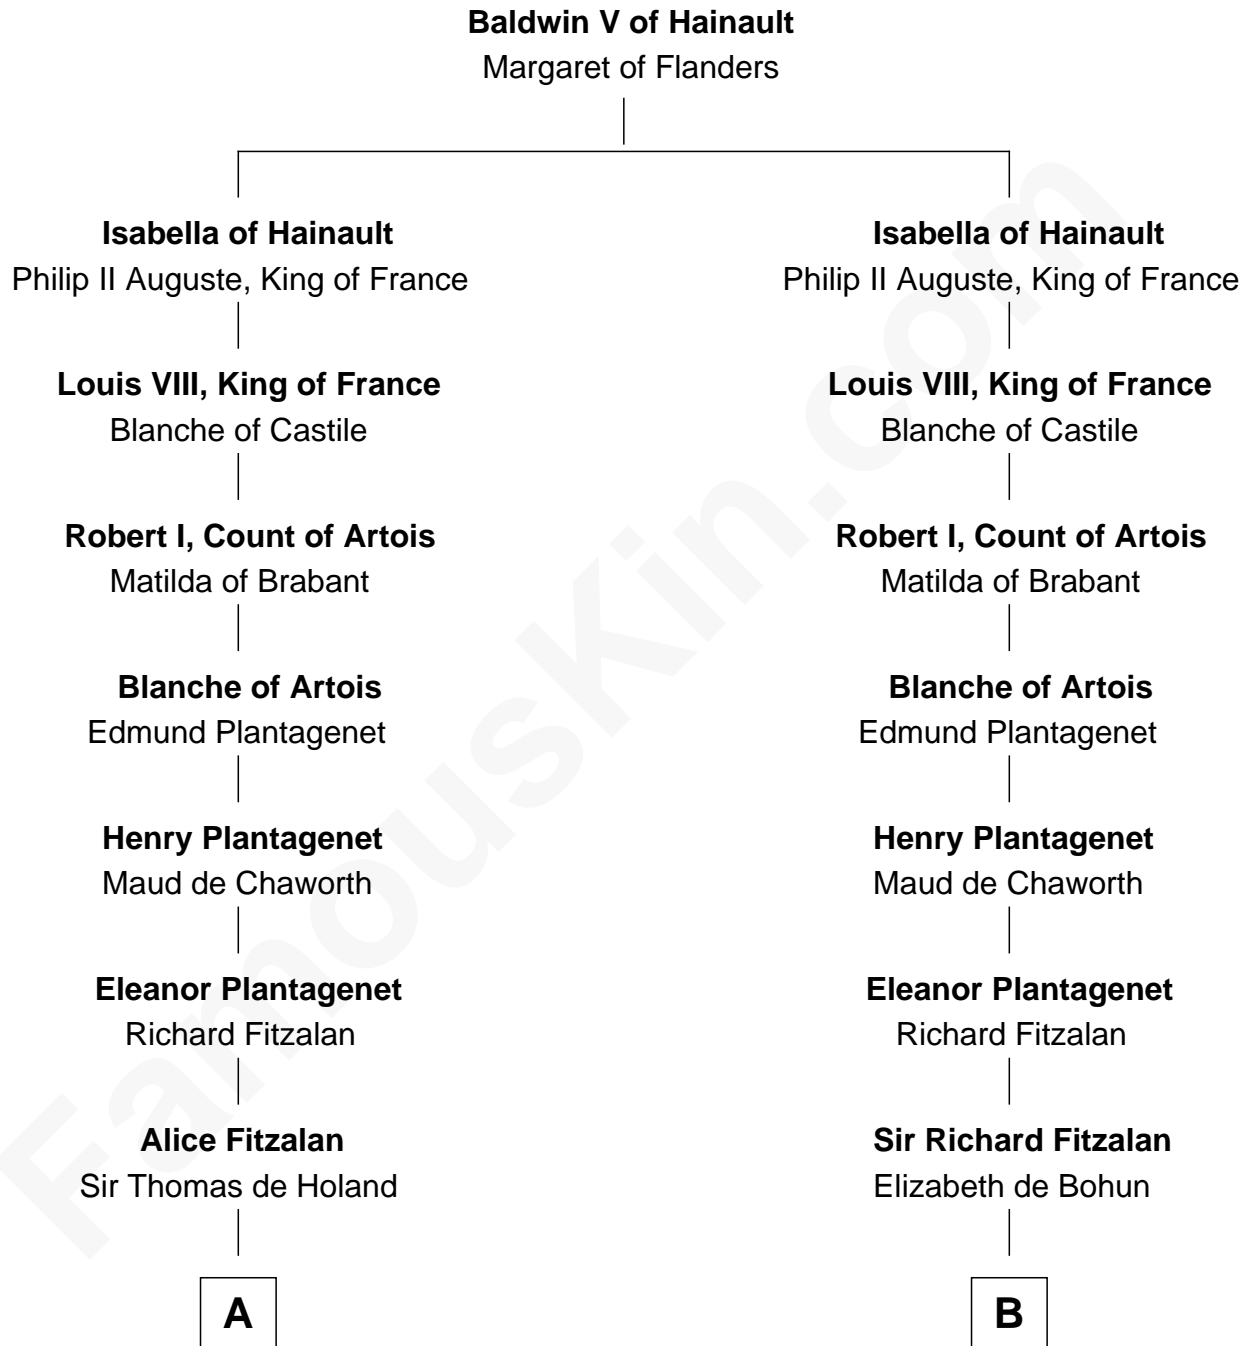 Baldwin V of Hainault
Margaret of Flanders
Isabella of Hainault
Philip II Auguste, King of France
Louis VIII, King of France
Blanche of Castile
Robert I, Count of Artois
Matilda of Brabant
Blanche of Artois
Edmund Plantagenet
Henry Plantagenet
Maud de Chaworth
Eleanor Plantagenet
Richard Fitzalan
Alice Fitzalan
Sir Thomas de Holand
A
Isabella of Hainault
Philip II Auguste, King of France
Louis VIII, King of France
Blanche of Castile
Robert I, Count of Artois
Matilda of Brabant
Blanche of Artois
Edmund Plantagenet
Henry Plantagenet
Maud de Chaworth
Eleanor Plantagenet
Richard Fitzalan
Sir Richard Fitzalan
Elizabeth de Bohun
B
FamousKin.com